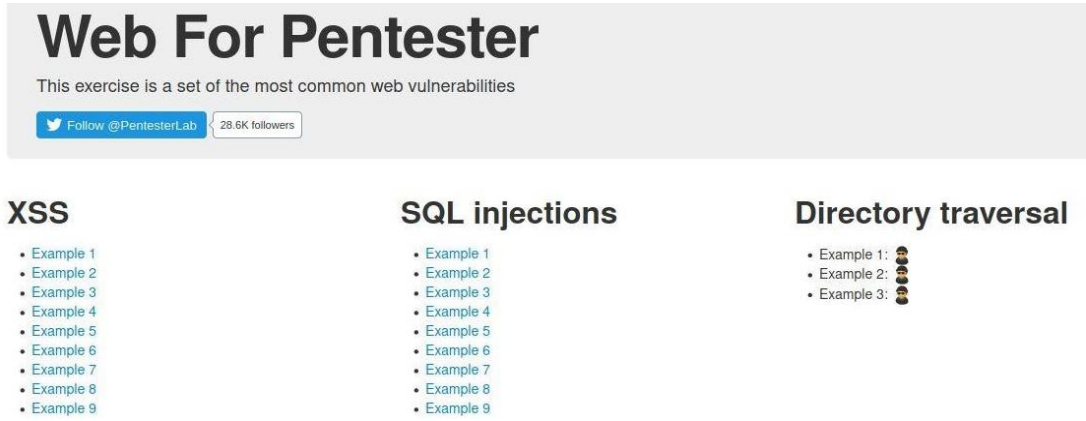 Web For Pentester
This exercise is a set of the most common web vulnerabilities
Follow @PentesterLab
28.6K followers
XSS
Example 1
Example 2
Example 3
Example 4
Example 5
Example 6
Example 7
Example 8
Example 9
SQL injections
Example 1
Example 2
Example 3
Example 4
Example 5
Example 6
Example 7
Example 8
Example 9
Directory traversal
Example 1:
Example 2:
Example 3: